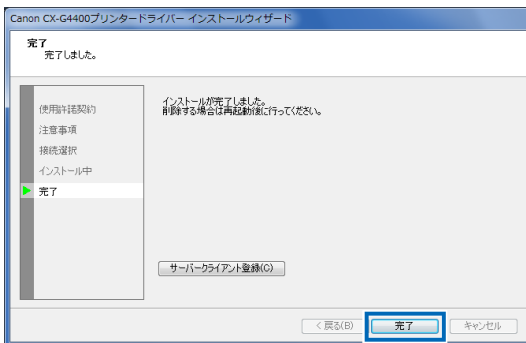 Canon CX-G4400プリンタードライバー インストールウィザード
完了
完了しました。
使用許諾契約
注意事項
接続選択
インストール中
完了
インストールが完了しました。
削除する場合は再起動後に行ってください。
サーバークライアント登録(C)
< 戻る(B)
完了
キャンセル